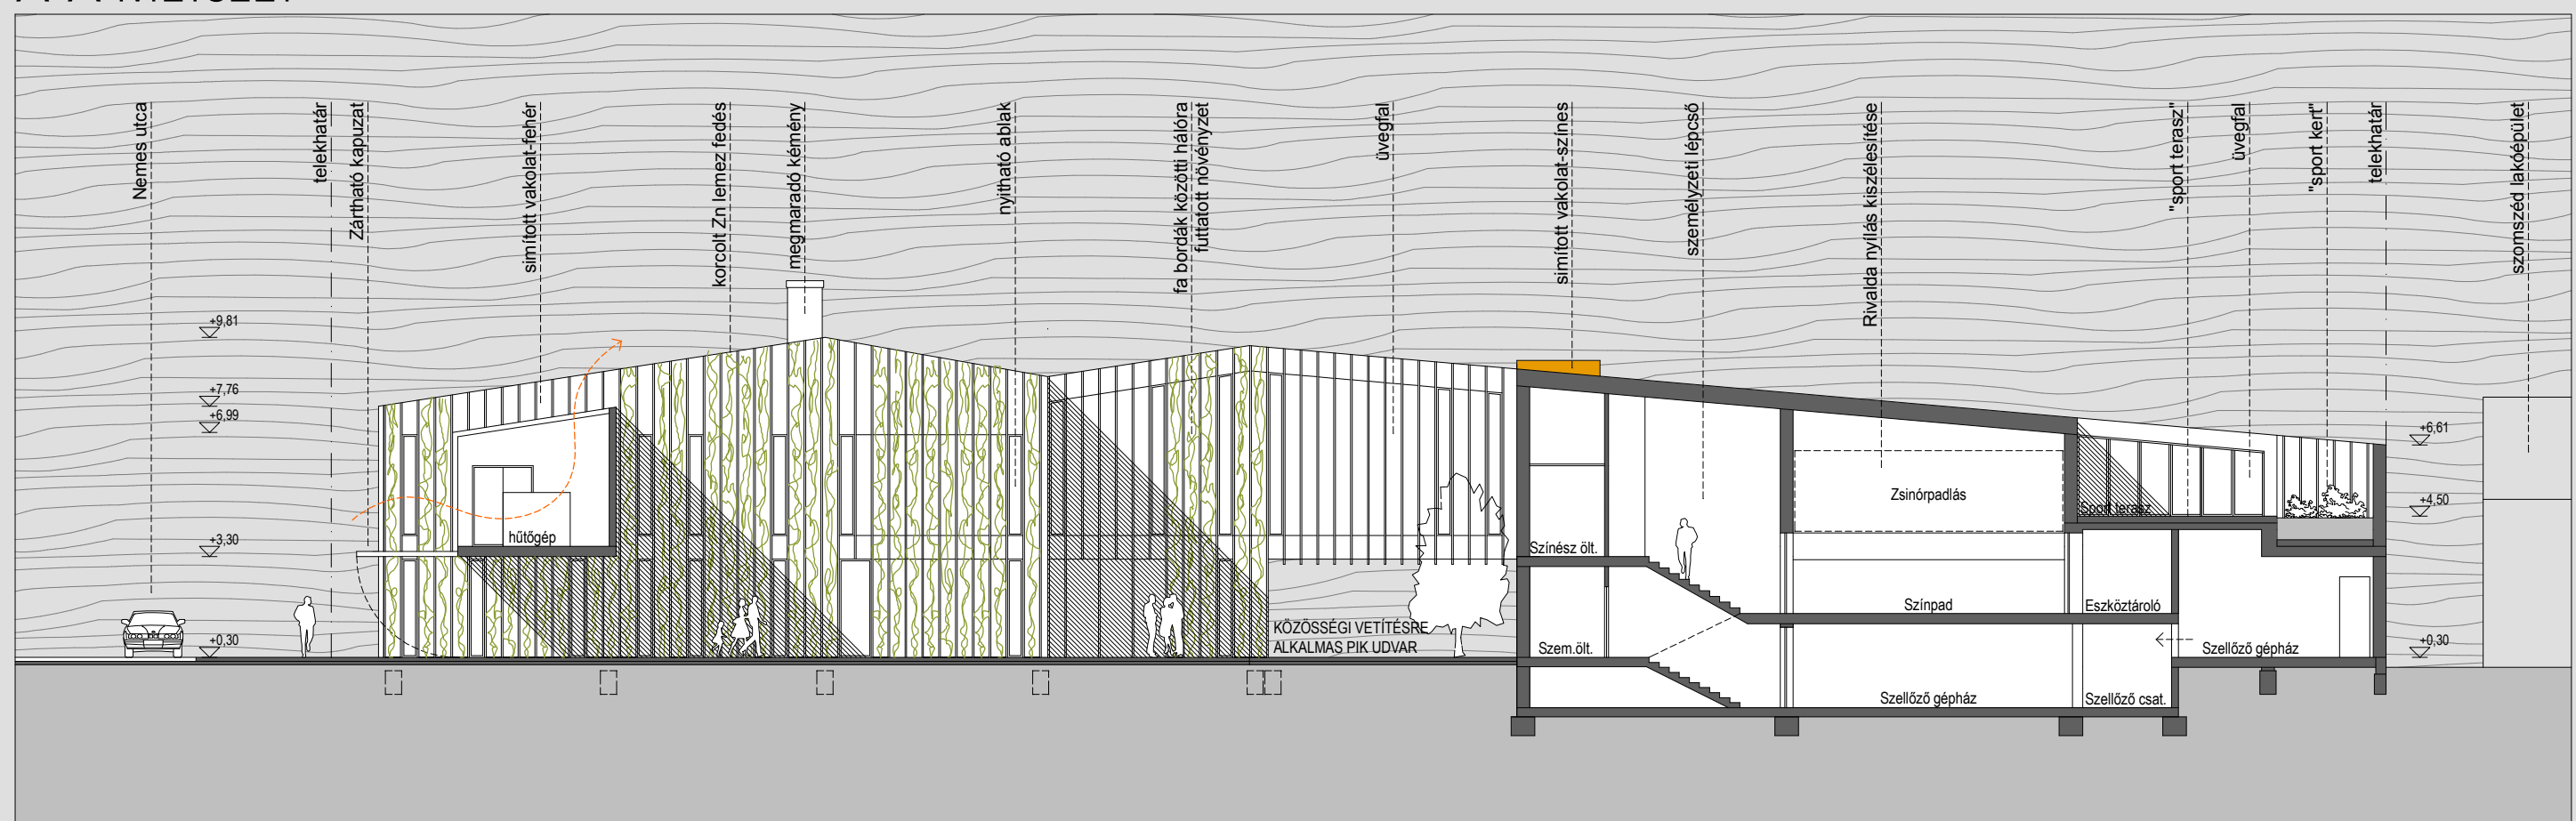 Nemes utca
telekhatár
Zártható kapuzat
simított vakolat-fehér
korcolt Zn lemez fedés
megmaradó kémény
nyitható ablak
fa bordák közötti hálóra
futtatott növényzet
üvegfal
simított vakolat-színes
személyzeti lépcső
Rivalda nyílás kiszélesítése
"sport terasz"
üvegfal
"sport kert"
telekhatár
szomszéd lakóépület
+9,81
+7,76
+6,99
+3,30
+0,30
hűtőgép
KÖZÖSSÉGI VETÍTÉSRE
ALKALMAS PIK UDVAR
Színész ölt.
Szem.ölt.
Zsinórpadlás
Színpad
Eszköztároló
Szellőző gépház
Szellőző csat.
Sport terasz
Szellőző gépház
+6,61
+4,50
+0,30